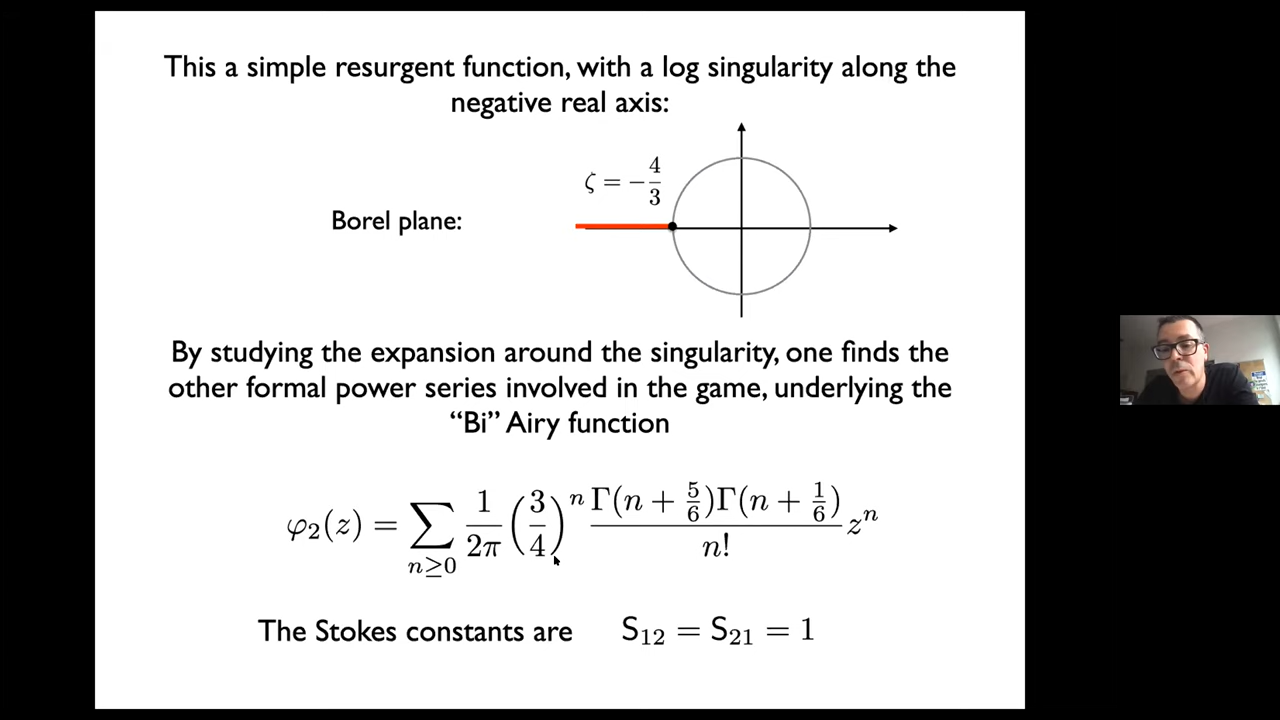 This a simple resurgent function, with a log singularity along the
negative real axis:
ζ = −4/3
Borel plane:
By studying the expansion around the singularity, one finds the
other formal power series involved in the game, underlying the
“Bi” Airy function
φ₂(z) = ∑_{n≥0} 1/2π (3/4)ⁿ Γ(n + 5/6)Γ(n + 1/6)/n! zⁿ
The Stokes constants are S₁₂ = S₂₁ = 1